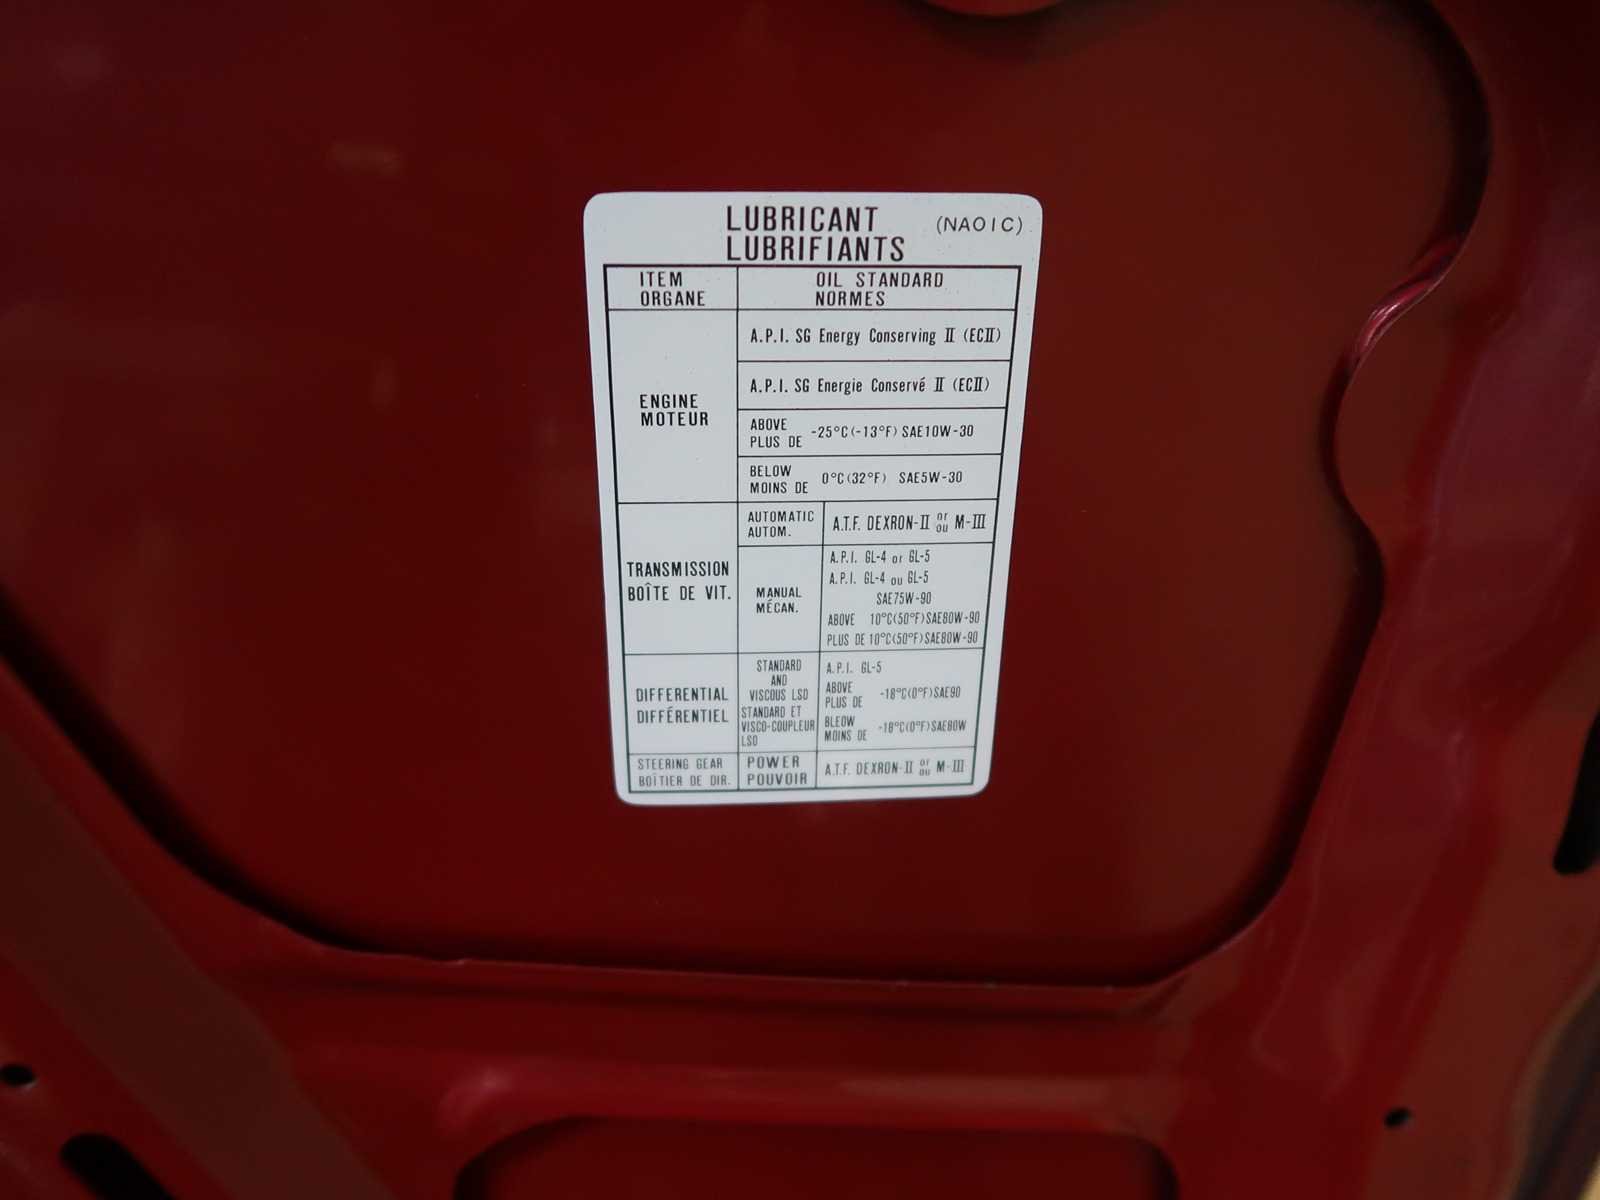 LUBRICANT (NA01C)
LUBRIFIANTS
ITEM
ORGANE
OIL STANDARD
NORMES
ENGINE
MOTEUR
A.P.I. SG Energy Conserving II (ECII)
A.P.I. SG Energie Conservé II (ECII)
ABOVE
PLUS DE
-25°C(-13°F) SAE10W-30
BELOW
MOINS DE
0°C(32°F) SAE5W-30
TRANSMISSION
BOÎTE DE VIT.
AUTOMATIC
AUTOM.
A.T.F. DEXRON-II or ou M-III
MANUAL
MÉCAN.
A.P.I. GL-4 or GL-5
A.P.I. GL-4 ou GL-5
SAE75W-90
ABOVE 10°C(50°F)SAE80W-90
PLUS DE 10°C(50°F)SAE80W-90
DIFFERENTIAL
DIFFÉRENTIEL
STANDARD
AND
VISCOUS LSD
STANDARD ET
VISCO-COUPLEUR
LSD
A.P.I. GL-5
ABOVE
PLUS DE
-18°C(0°F)SAE90
BLEOW
MOINS DE
-18°C(0°F)SAE80W
STEERING GEAR
BOÎTIER DE DIR.
POWER
POUVOIR
A.T.F. DEXRON-II or ou M-III